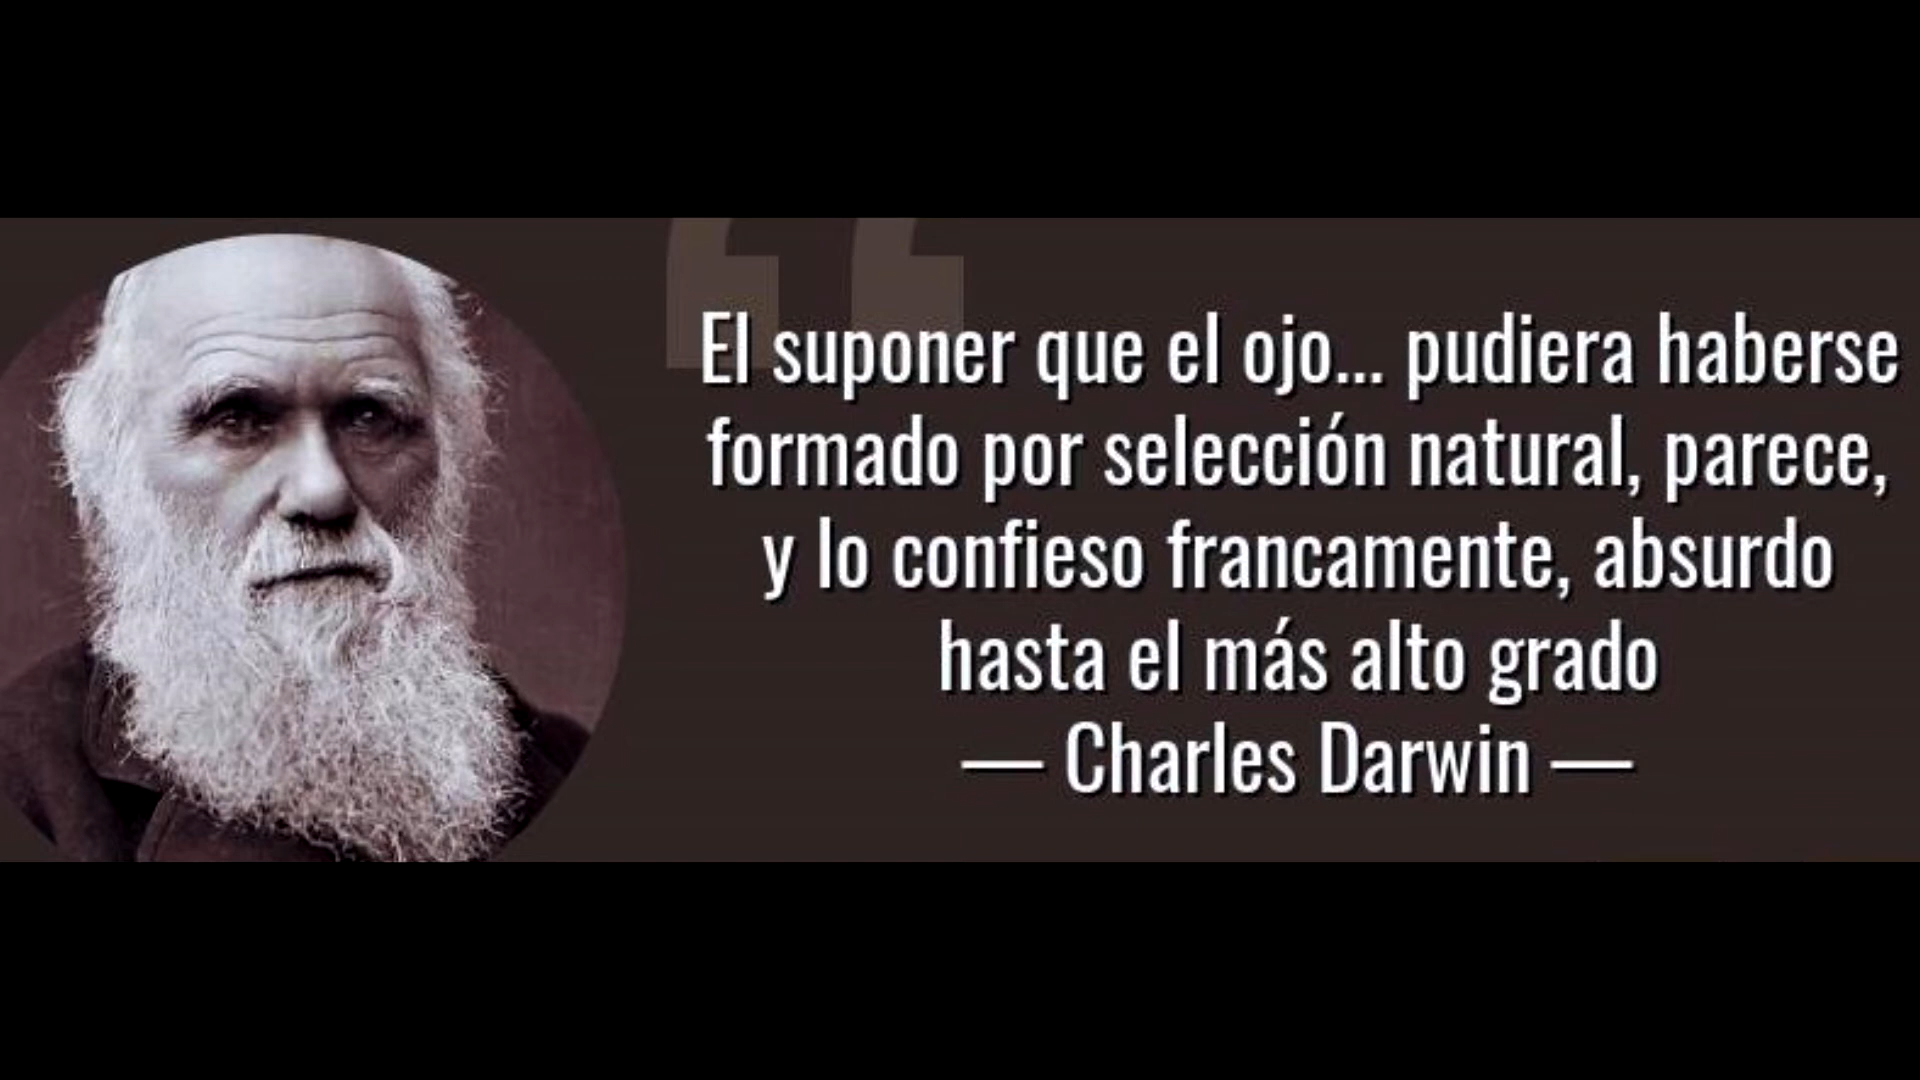 El suponer que el ojo... pudiera haberse
formado por selección natural, parece,
y lo confieso francamente, absurdo
hasta el más alto grado
— Charles Darwin —